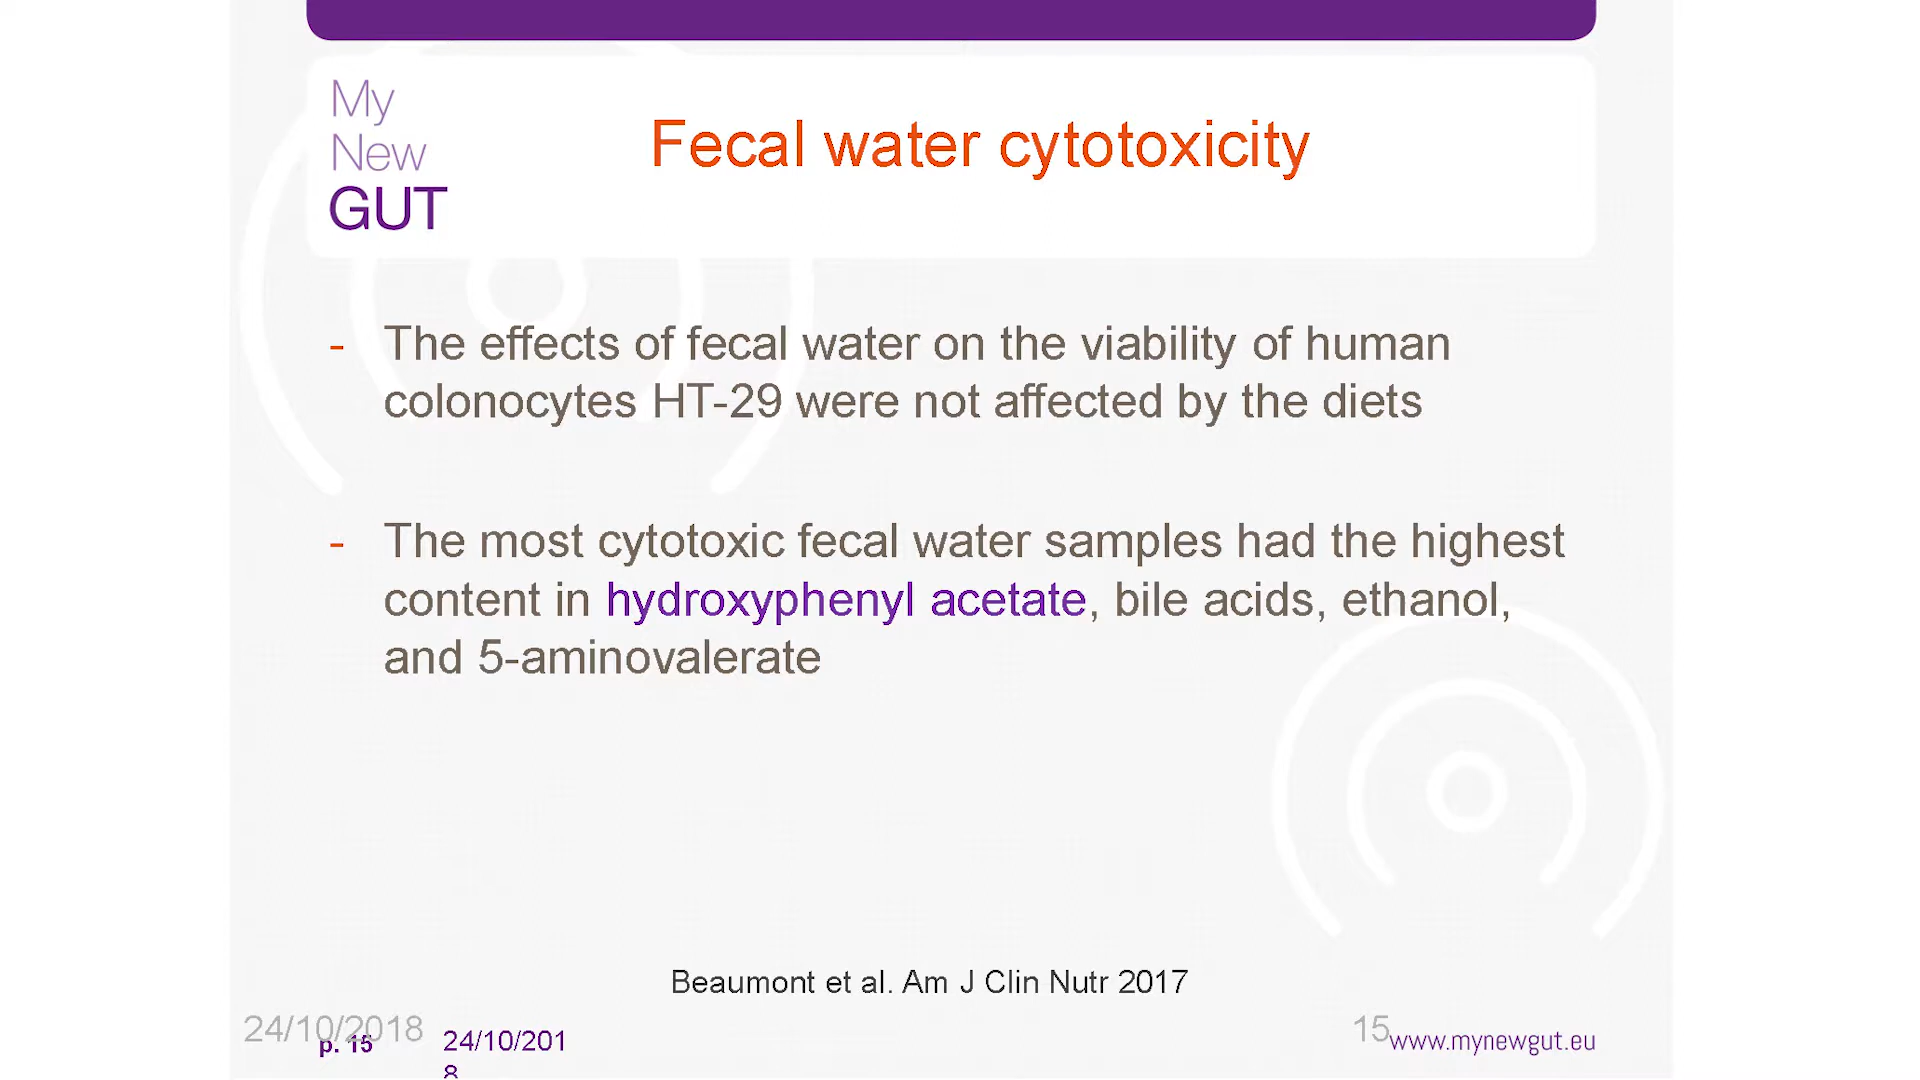 My
New
GUT
Fecal water cytotoxicity
- The effects of fecal water on the viability of human
colonocytes HT-29 were not affected by the diets
- The most cytotoxic fecal water samples had the highest
content in hydroxyphenyl acetate, bile acids, ethanol,
and 5-aminovalerate
Beaumont et al. Am J Clin Nutr 2017
24/10/2018
p. 15
24/10/201
8
15
www.mynewgut.eu